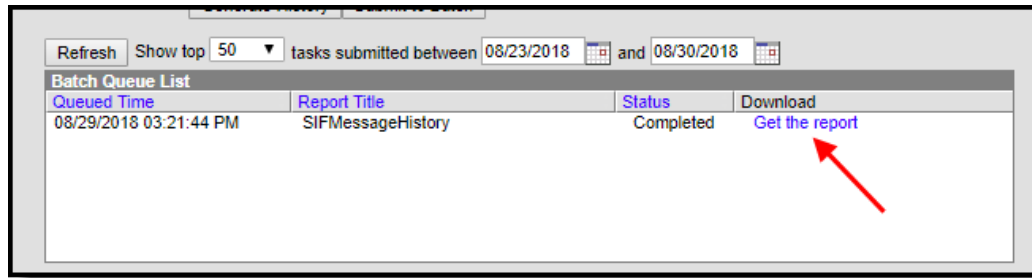 Generate History Submit to Batch
Refresh Show top 50 tasks submitted between 08/23/2018 and 08/30/2018
Batch Queue List
Queued Time Report Title Status Download
08/29/2018 03:21:44 PM SIFMessageHistory Completed Get the report